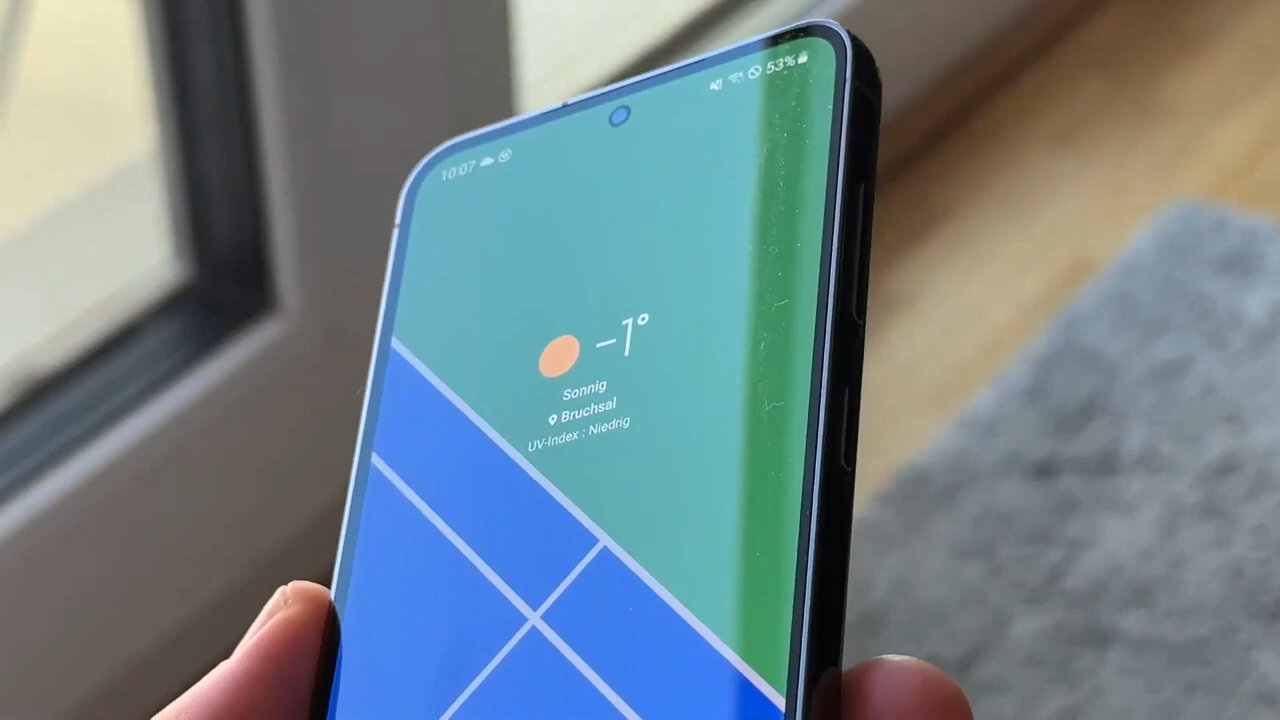 10:07
53%
-1°
Sonnig
Bruchsal
UV-Index : Niedrig